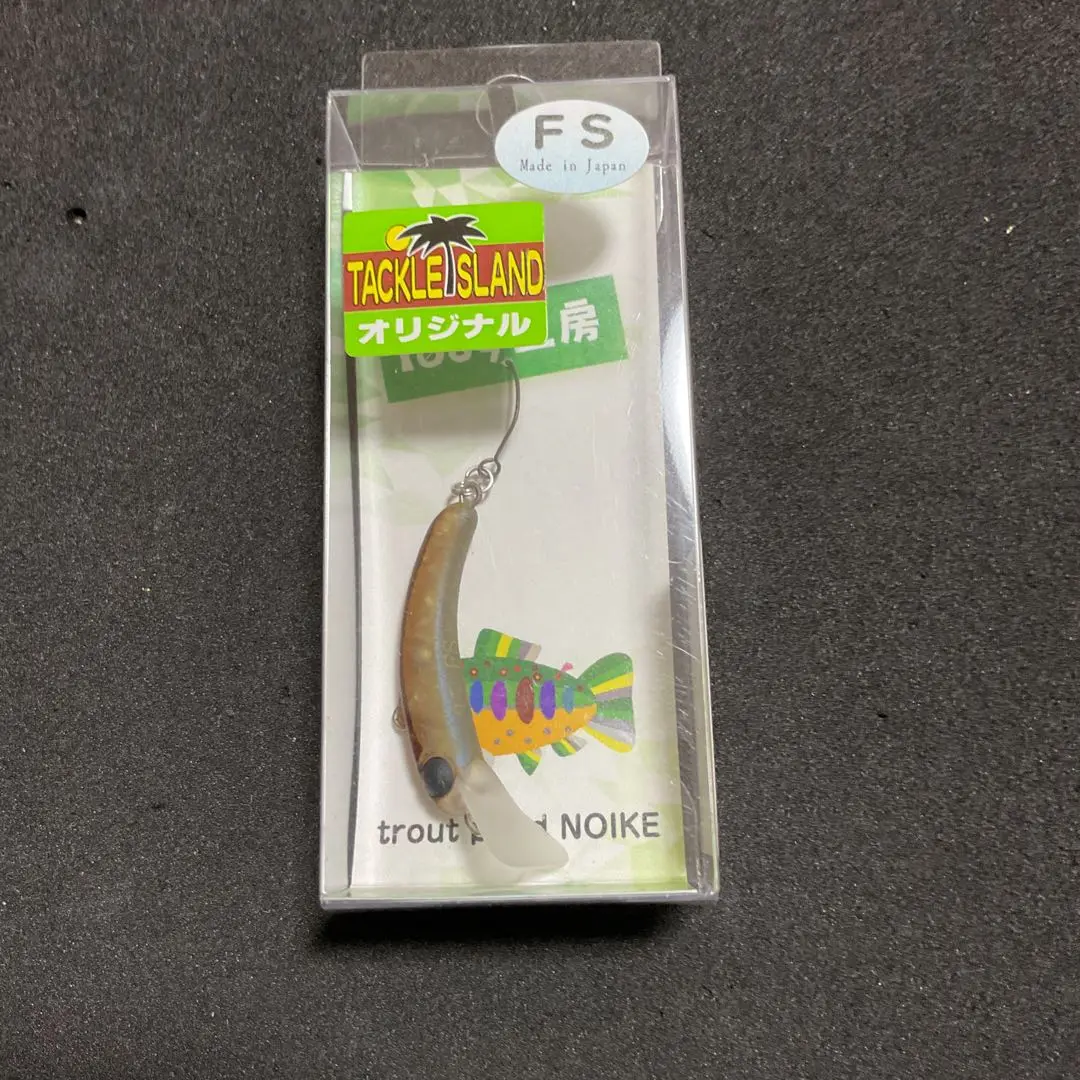 FS
Made in Japan
TACKLE ISLAND
オリジナル
房
trout NOIKE